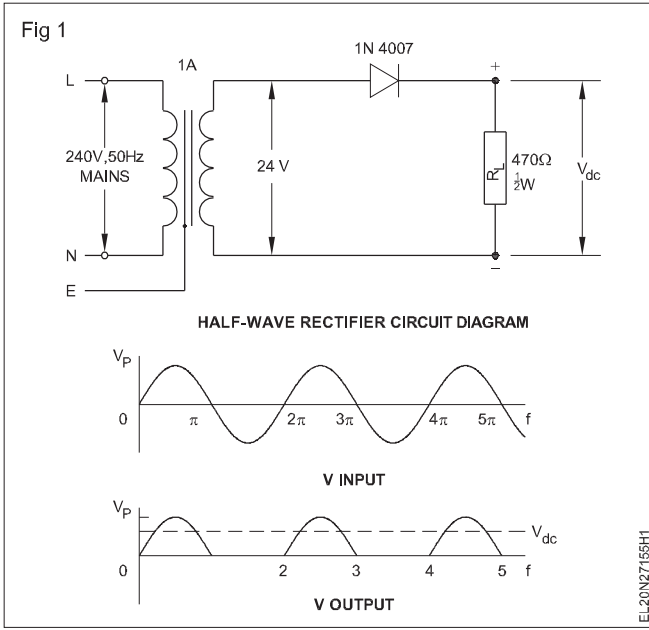 Fig 1
1N 4007
1A
L
+
240V,50Hz
MAINS
24 V
RL
470Ω
½W
Vdc
N
–
E
HALF-WAVE RECTIFIER CIRCUIT DIAGRAM
VP
0 π 2π 3π 4π 5π f
V INPUT
VP
Vdc
0 2 3 4 5 f
V OUTPUT
EL20N27155H1